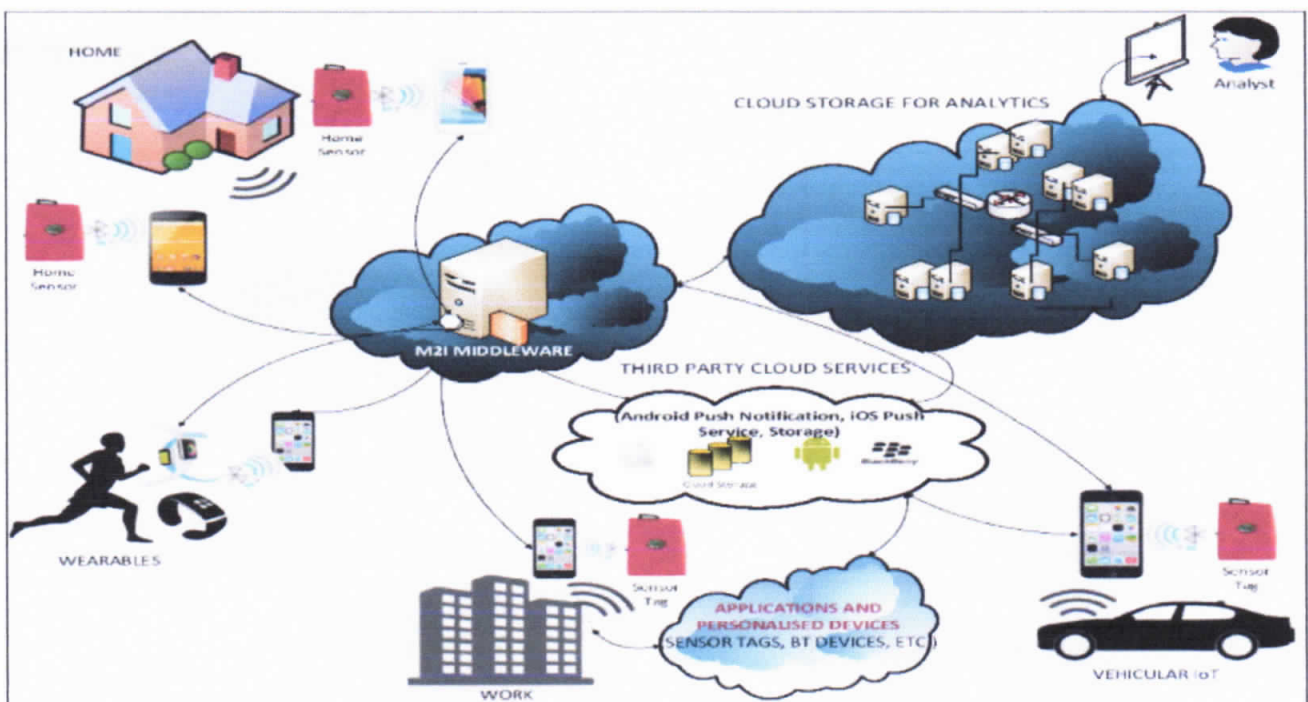 HOME
Home
Sensor
Home
Sensor
CLOUD STORAGE FOR ANALYTICS
Analyst
M2I MIDDLEWARE
THIRD PARTY CLOUD SERVICES
(Android Push Notification, iOS Push
Service, Storage)
Cloud Storage
BlackBerry
WEARABLES
Sensor
Tag
WORK
APPLICATIONS AND
PERSONALISED DEVICES
SENSOR TAGS, BT DEVICES, ETC)
Sensor
Tag
VEHICULAR IoT